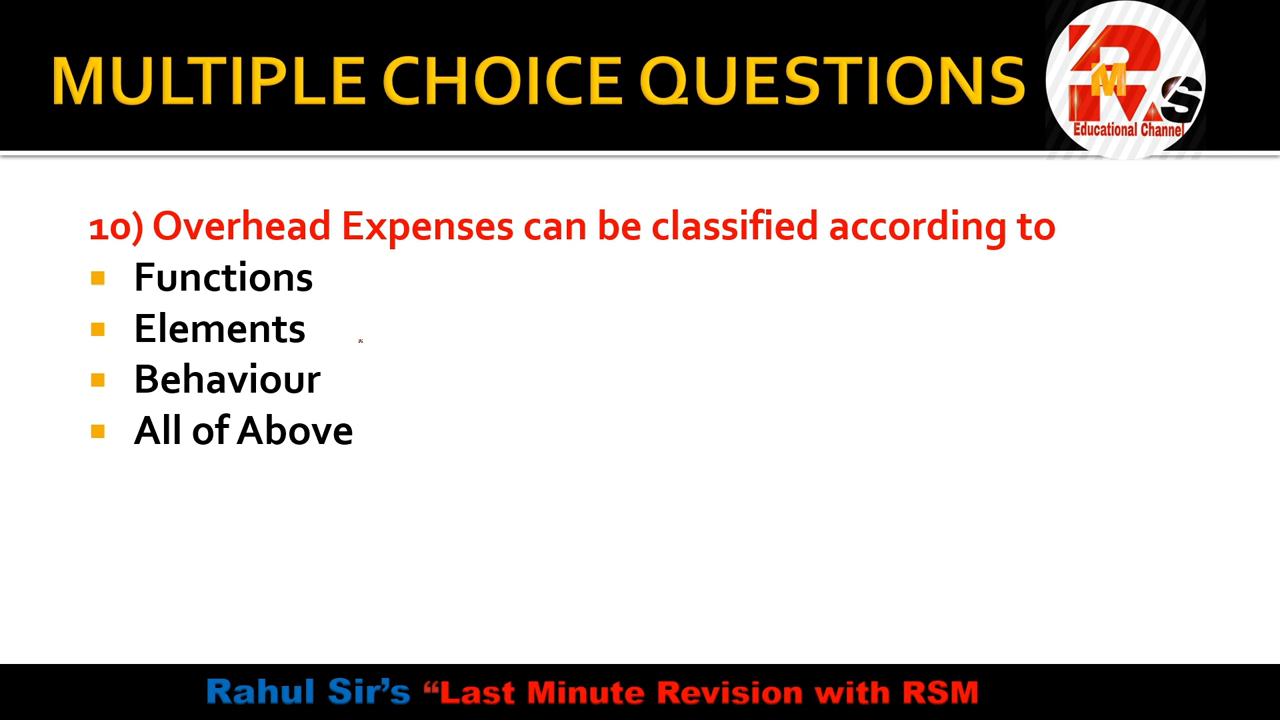 MULTIPLE CHOICE QUESTIONS
RMS
Educational Channel
10) Overhead Expenses can be classified according to
Functions
Elements
Behaviour
All of Above
Rahul Sir's “Last Minute Revision with RSM